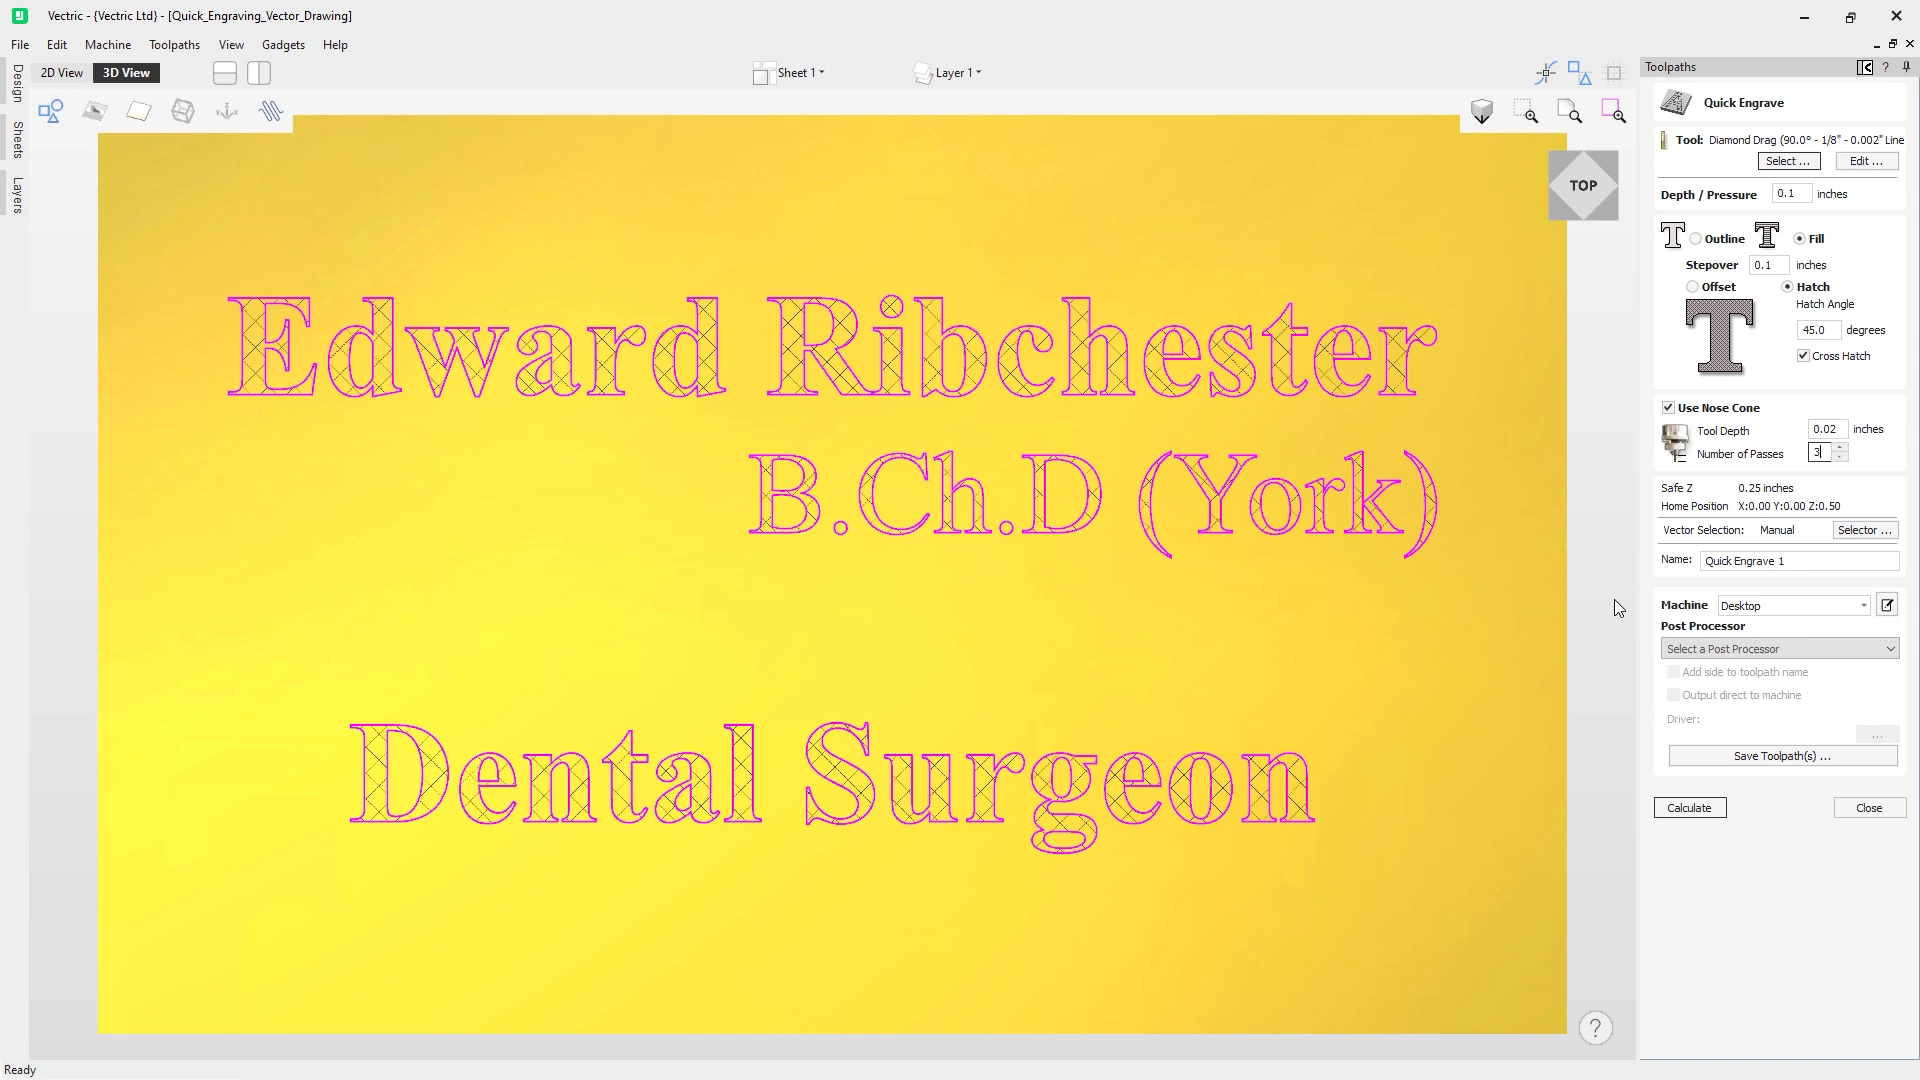 Vectric - {Vectric Ltd} - [Quick_Engraving_Vector_Drawing]
File Edit Machine Toolpaths View Gadgets Help
2D View 3D View Sheet 1 Layer 1
Design
Sheets
Layers
TOP
Edward Ribchester
B.Ch.D (York)
Dental Surgeon
?
Ready
Toolpaths ?
Quick Engrave
Tool: Diamond Drag (90.0° - 1/8" - 0.002" Line
Select ... Edit ...
Depth / Pressure 0.1 inches
T Outline T Fill
Stepover 0.1 inches
Offset Hatch
Hatch Angle
T
45.0 degrees
Cross Hatch
Use Nose Cone
Tool Depth 0.02 inches
Number of Passes 3
Safe Z 0.25 inches
Home Position X:0.00 Y:0.00 Z:0.50
Vector Selection: Manual Selector ...
Name: Quick Engrave 1
Machine Desktop
Post Processor
Select a Post Processor
Add side to toolpath name
Output direct to machine
Driver:
...
Save Toolpath(s) ...
Calculate Close